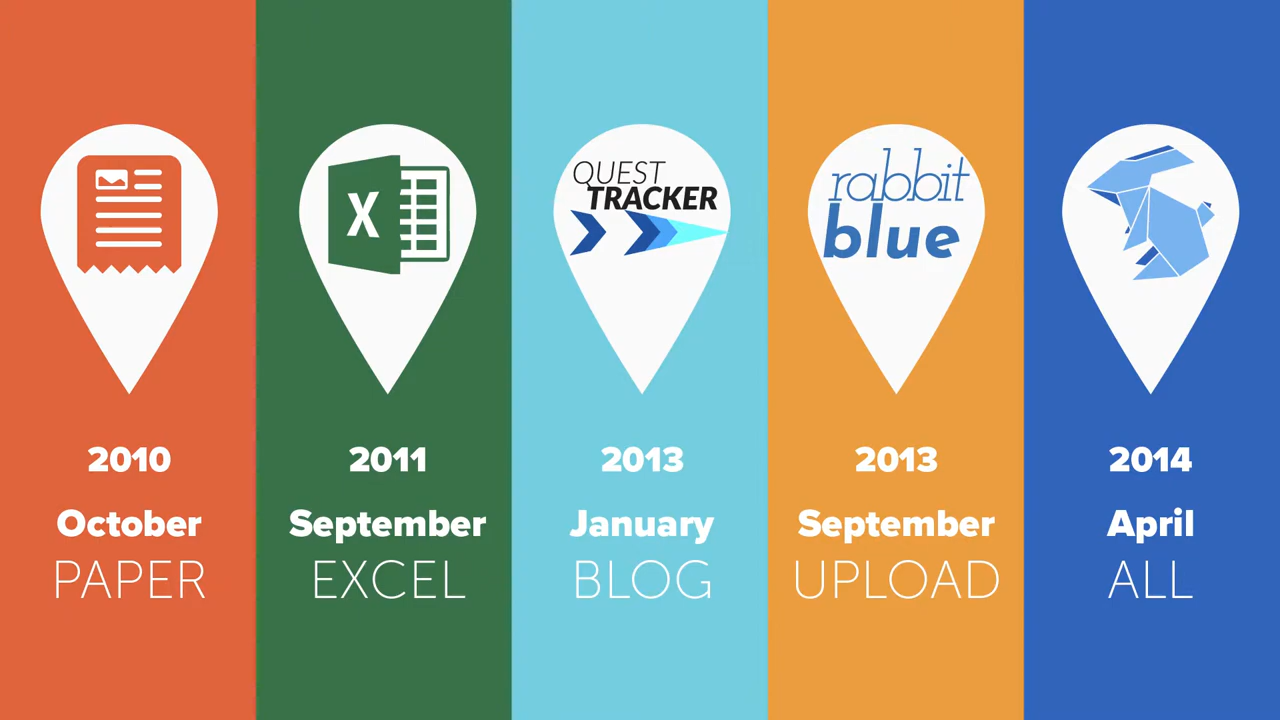 X
QUEST
TRACKER
rabbit
blue
2010
October
PAPER
2011
September
EXCEL
2013
January
BLOG
2013
September
UPLOAD
2014
April
ALL